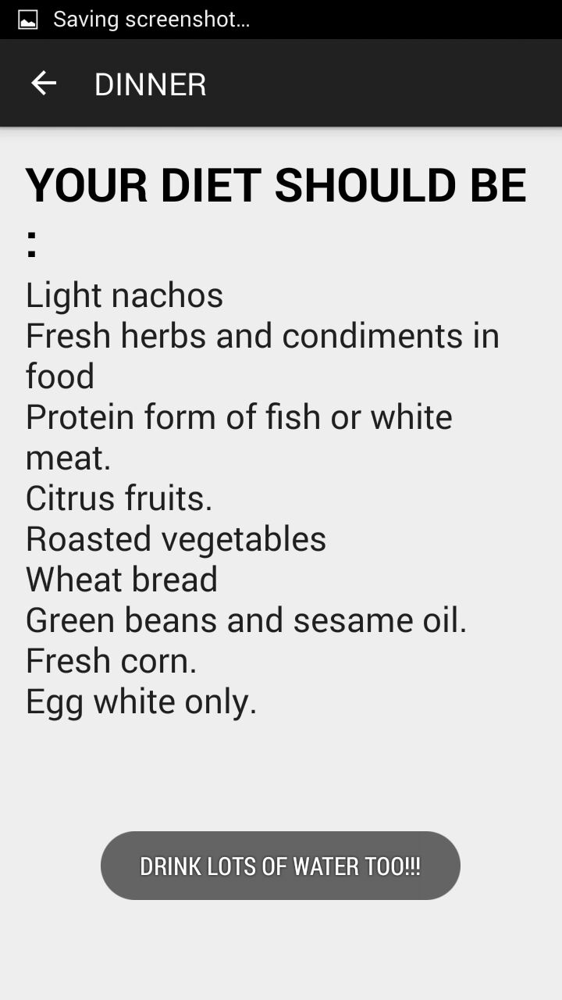 Saving screenshot...
DINNER
YOUR DIET SHOULD BE
:
Light nachos
Fresh herbs and condiments in
food
Protein form of fish or white
meat.
Citrus fruits.
Roasted vegetables
Wheat bread
Green beans and sesame oil.
Fresh corn.
Egg white only.
DRINK LOTS OF WATER TOO!!!